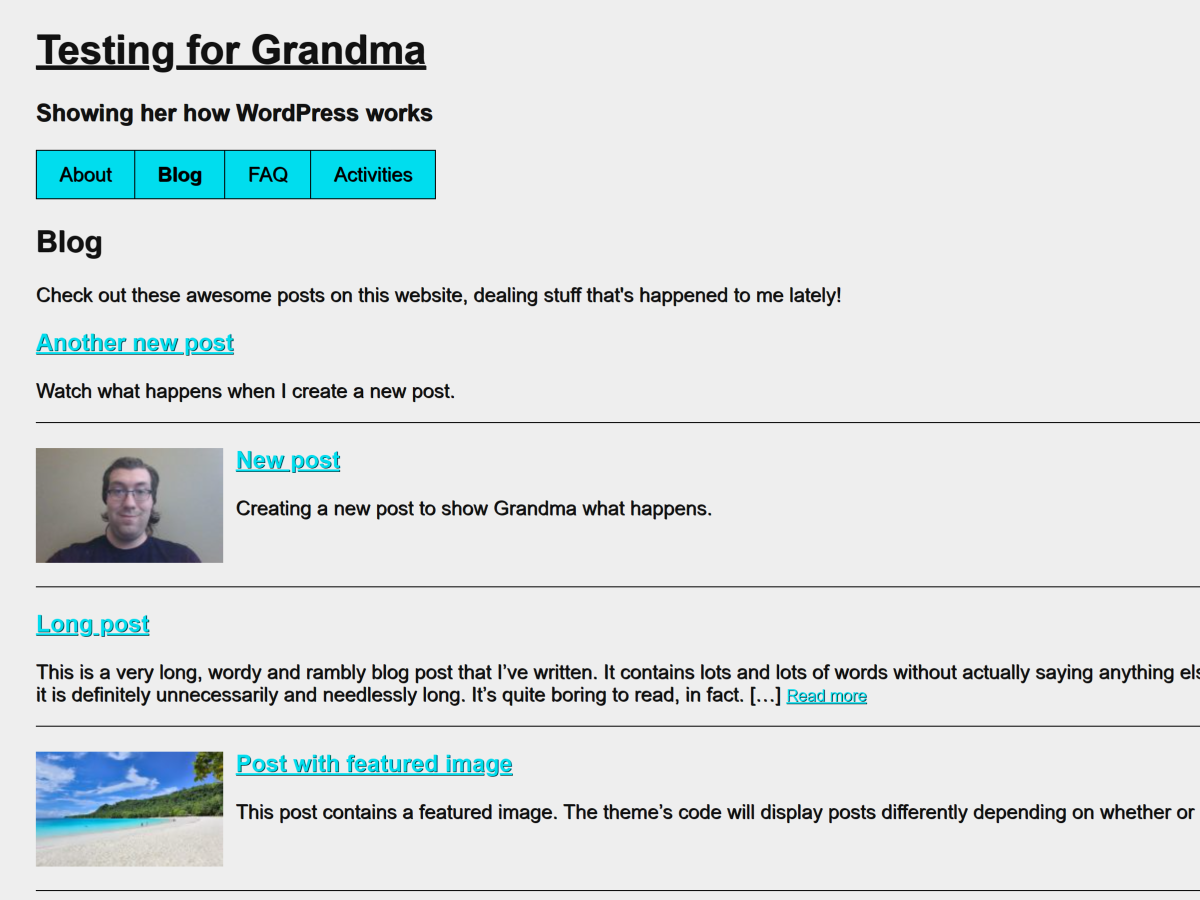 Testing for Grandma
Showing her how WordPress works
About Blog FAQ Activities
Blog
Check out these awesome posts on this website, dealing stuff that's happened to me lately!
Another new post
Watch what happens when I create a new post.
New post
Creating a new post to show Grandma what happens.
Long post
This is a very long, wordy and rambly blog post that I’ve written. It contains lots and lots of words without actually saying anything
it is definitely unnecessarily and needlessly long. It’s quite boring to read, in fact. […] Read more
Post with featured image
This post contains a featured image. The theme’s code will display posts differently depending on whether or